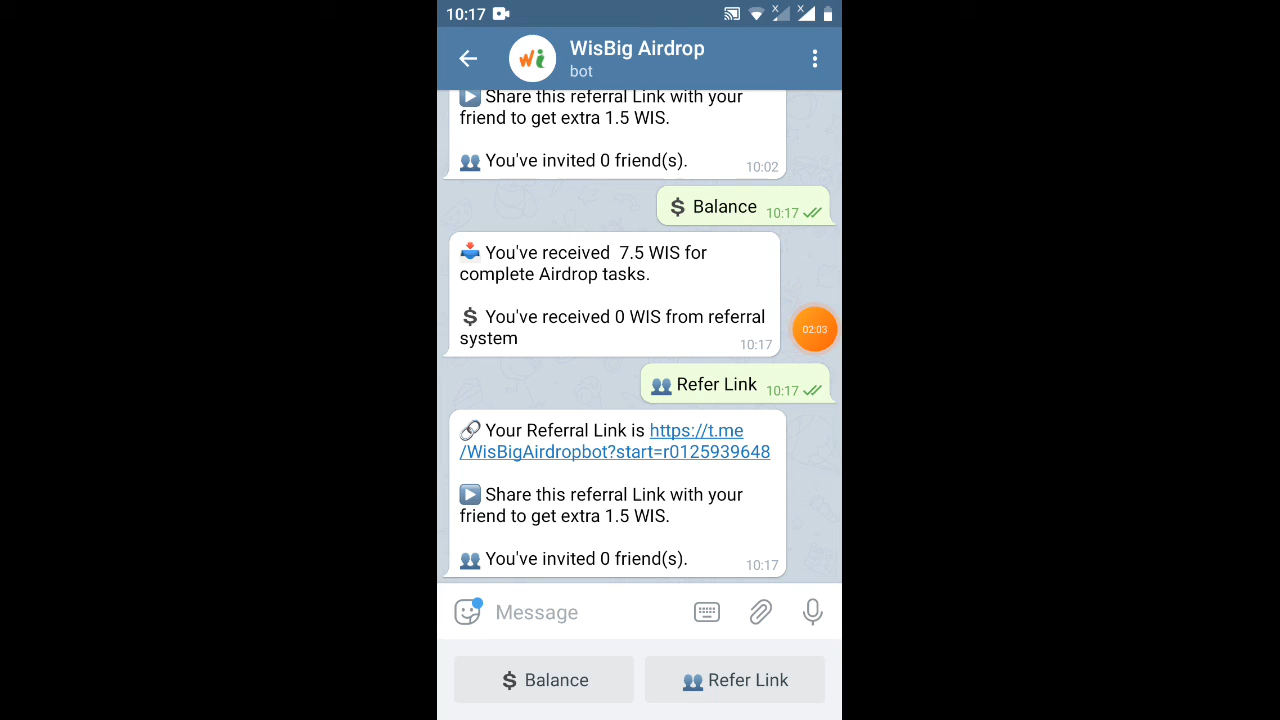 10:17
WisBig Airdrop
bot
Share this referral Link with your
friend to get extra 1.5 WIS.
You've invited 0 friend(s).
10:02
$ Balance 10:17
You've received 7.5 WIS for
complete Airdrop tasks.
$ You've received 0 WIS from referral
system
10:17
02:03
Refer Link 10:17
Your Referral Link is https://t.me
/WisBigAirdropbot?start=r0125939648
Share this referral Link with your
friend to get extra 1.5 WIS.
You've invited 0 friend(s).
10:17
Message
$ Balance
Refer Link